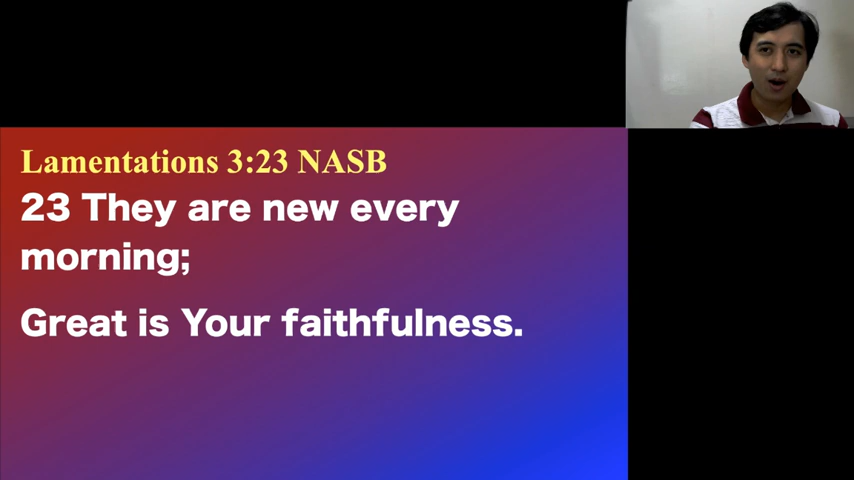 Lamentations 3:23 NASB
23 They are new every
morning;
Great is Your faithfulness.